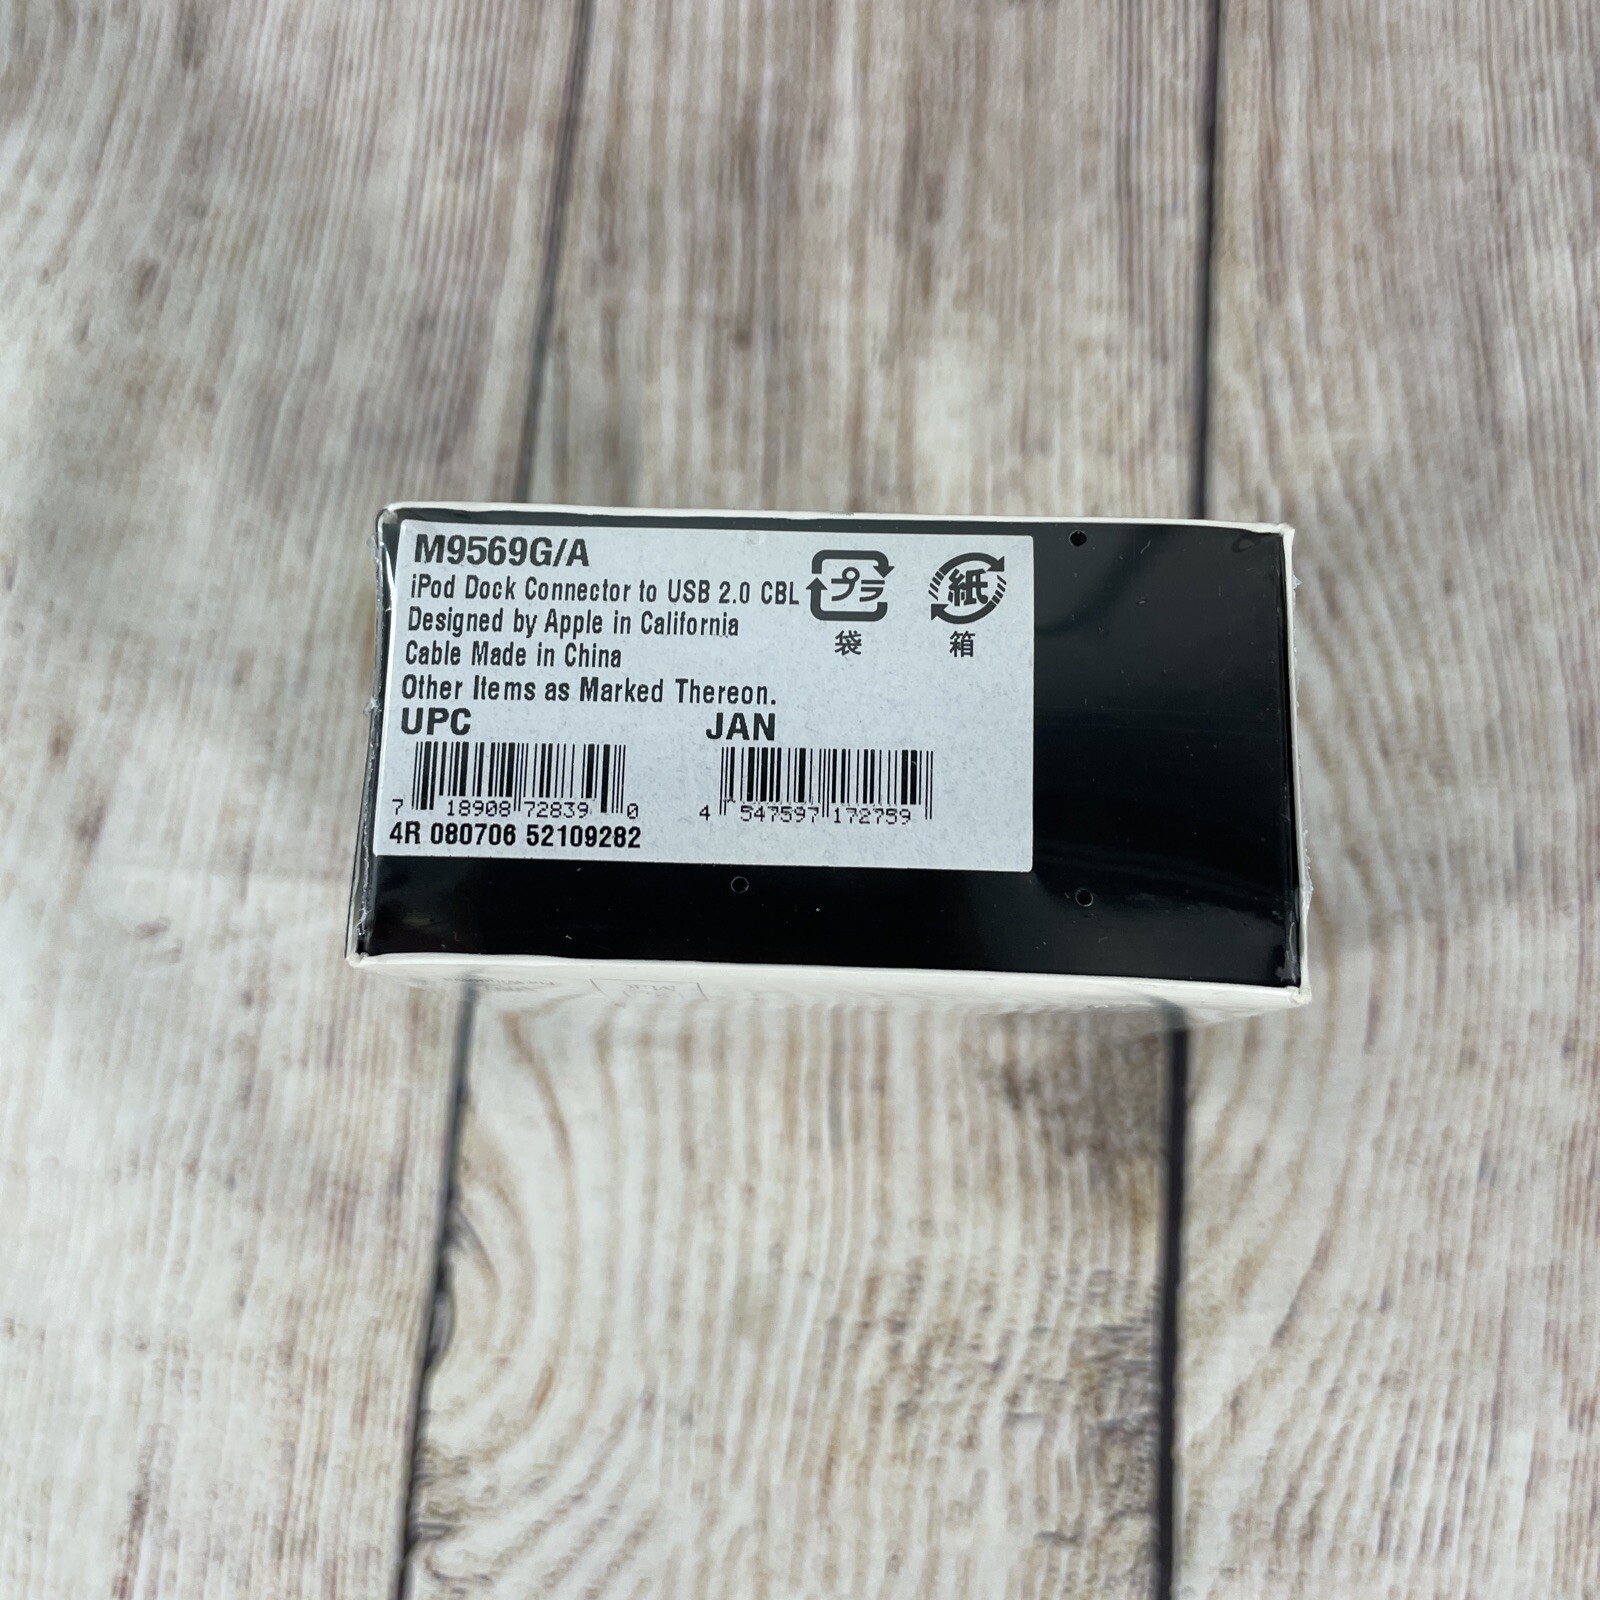 M9569G/A
iPod Dock Connector to USB 2.0 CBL
Designed by Apple in California
Cable Made in China
Other Items as Marked Thereon.
プラ
袋
紙
箱
UPC
7 18908 72839 0
JAN
4 547597 172759
4R 080706 52109282